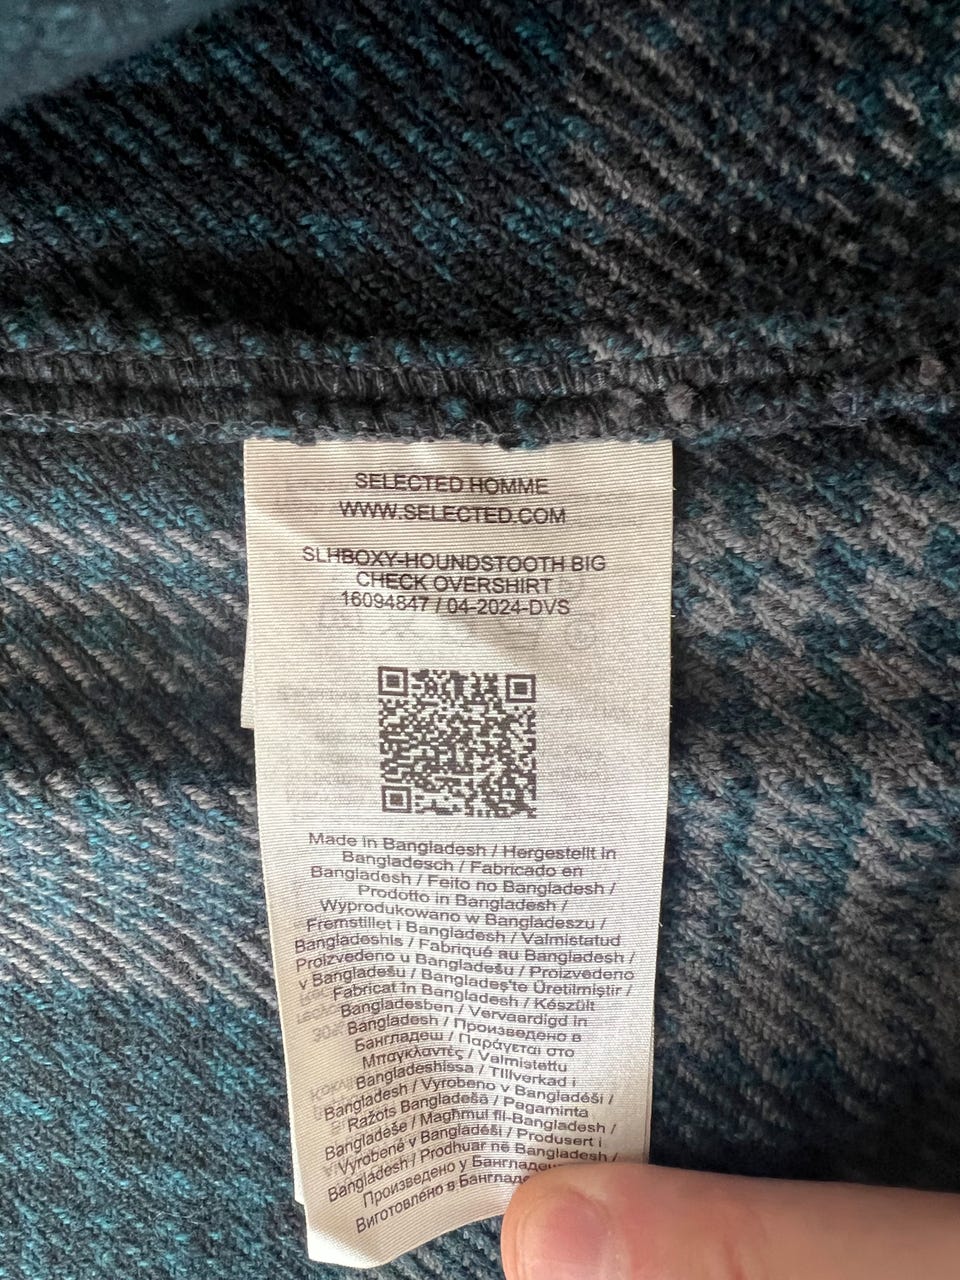 SELECTED HOMME
WWW.SELECTED.COM
SLHBOXY-HOUNDSTOOTH BIG
CHECK OVERSHIRT
16094847 / 04-2024-DVS
Made in Bangladesh / Hergestellt in
Bangladesch / Fabricado en
Bangladesh / Feito no Bangladesh /
Prodotto in Bangladesh /
Wyprodukowano w Bangladeszu /
Fremstillet i Bangladesh / Valmistatud
Bangladeshis / Fabriqué au Bangladesh /
Proizvedeno u Bangladešu / Proizvedeno
v Bangladešu / Bangladeş'te Üretilmiştir /
Fabricat în Bangladesh / Készült
Bangladesben / Vervaardigd in
Bangladesh / Произведено в
Бангладеш / Παράγεται στο
Μπαγκλαντές / Valmistettu
Bangladeshissa / Tillverkad i
Bangladesh / Vyrobeno v Bangladéši /
Ražots Bangladešā / Pagaminta
Bangladeše / Magħmul fil-Bangladesh /
Vyrobené v Bangladéši / Produsert i
Bangladesh / Prodhuar në Bangladesh /
Произведено у
Виготовлено в